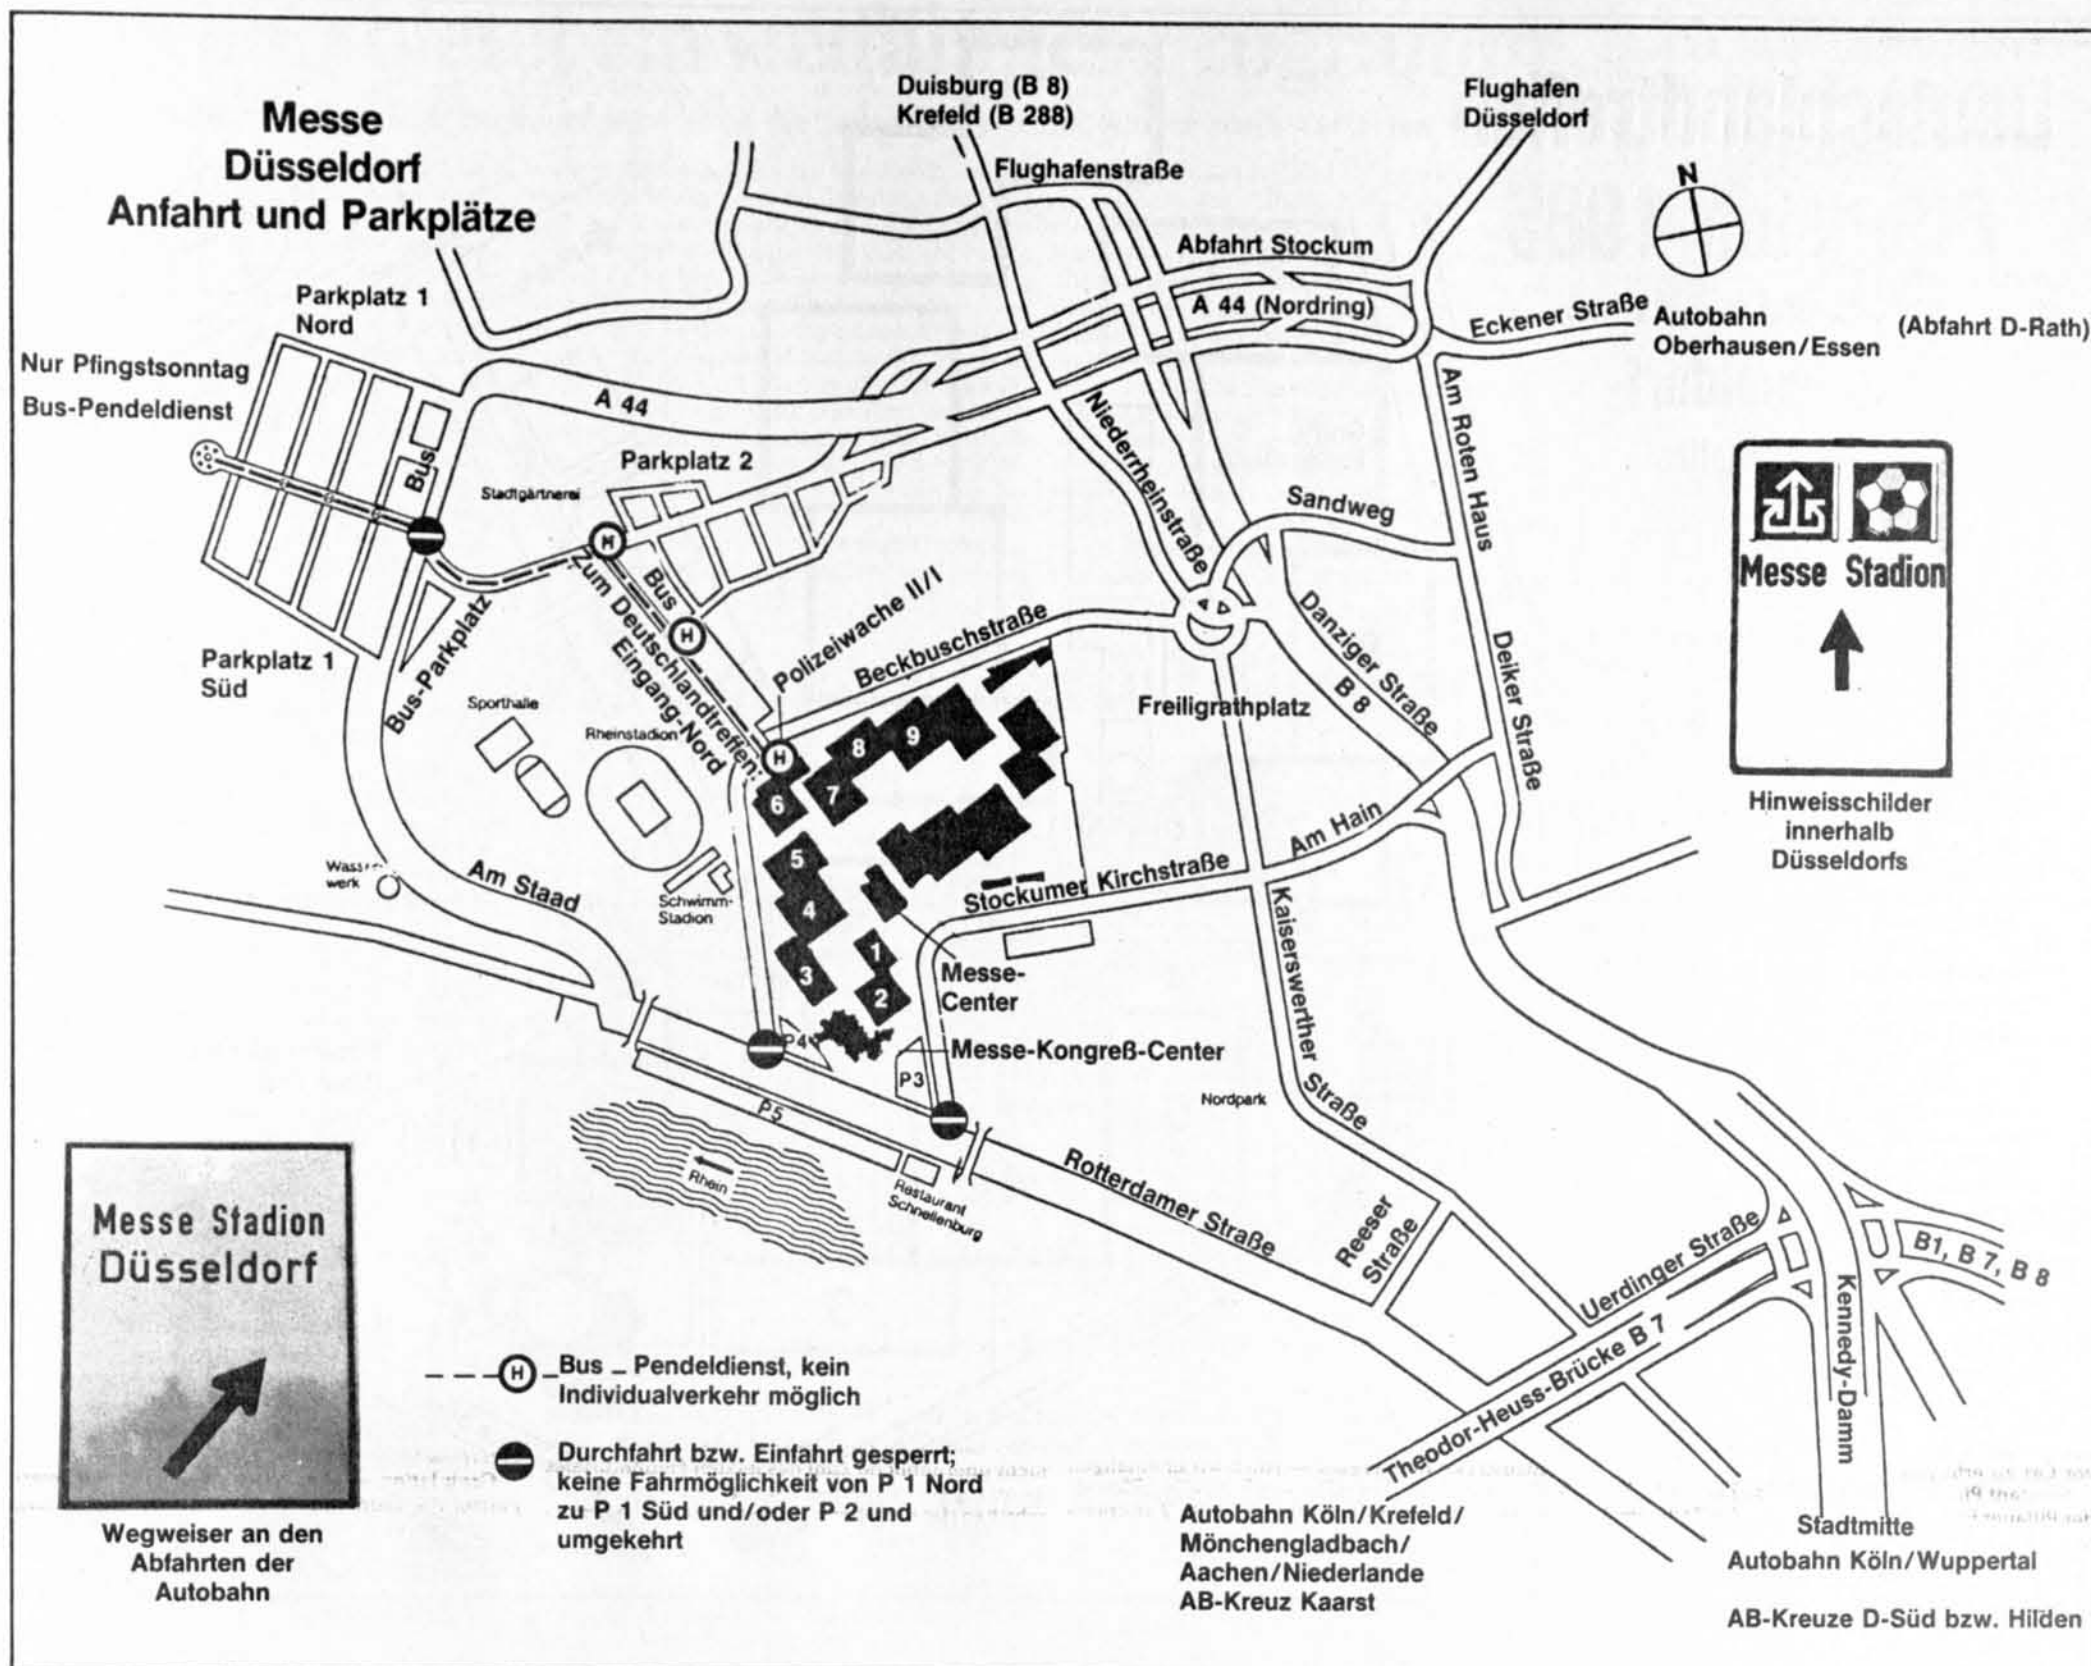 Messe
Düsseldorf
Anfahrt und Parkplätze
Duisburg (B 8)
Krefeld (B 288)
Flughafen
Düsseldorf
Flughafenstraße
N
Abfahrt Stockum
A 44 (Nordring)
Eckener Straße
Autobahn
Oberhausen/Essen
(Abfahrt D-Rath)
Parkplatz 1
Nord
Nur Pfingstsonntag
Bus-Pendeldienst
A 44
Bus
Parkplatz 2
Stadtgärtnerei
H
Bus
H
Zum Deutschlandtreffen:
Eingang-Nord
Niederrheinstraße
Am Roten Haus
Sandweg
Messe Stadion
Hinweisschilder
innerhalb
Düsseldorfs
Parkplatz 1
Süd
Bus-Parkplatz
Polizeiwache II/I
Beckbuschstraße
Danziger Straße
B 8
Deiker Straße
Freiligrathplatz
Sporthalle
Rheinstadion
H
6
7
8
9
5
4
3
1
2
Am Hain
Stockumer Kirchstraße
Am Staad
Schwimm-
Stadion
Messe-
Center
Messe-Kongreß-Center
P4
P3
P5
Kaiserswerther Straße
Nordpark
Rhein
Restaurant
Schnellenburg
Rotterdamer Straße
Reeser
Straße
Uerdinger Straße
B1, B 7, B 8
Kennedy-Damm
Theodor-Heuss-Brücke B 7
Messe Stadion
Düsseldorf
Wegweiser an den
Abfahrten der
Autobahn
H
Bus – Pendeldienst, kein
Individualverkehr möglich
Durchfahrt bzw. Einfahrt gesperrt;
keine Fahrmöglichkeit von P 1 Nord
zu P 1 Süd und/oder P 2 und
umgekehrt
Autobahn Köln/Krefeld/
Mönchengladbach/
Aachen/Niederlande
AB-Kreuz Kaarst
Stadtmitte
Autobahn Köln/Wuppertal
AB-Kreuze D-Süd bzw. Hilden